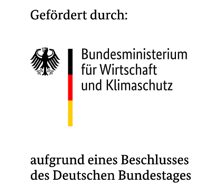 Gefördert durch:
Bundesministerium
für Wirtschaft
und Klimaschutz
aufgrund eines Beschlusses
des Deutschen Bundestages